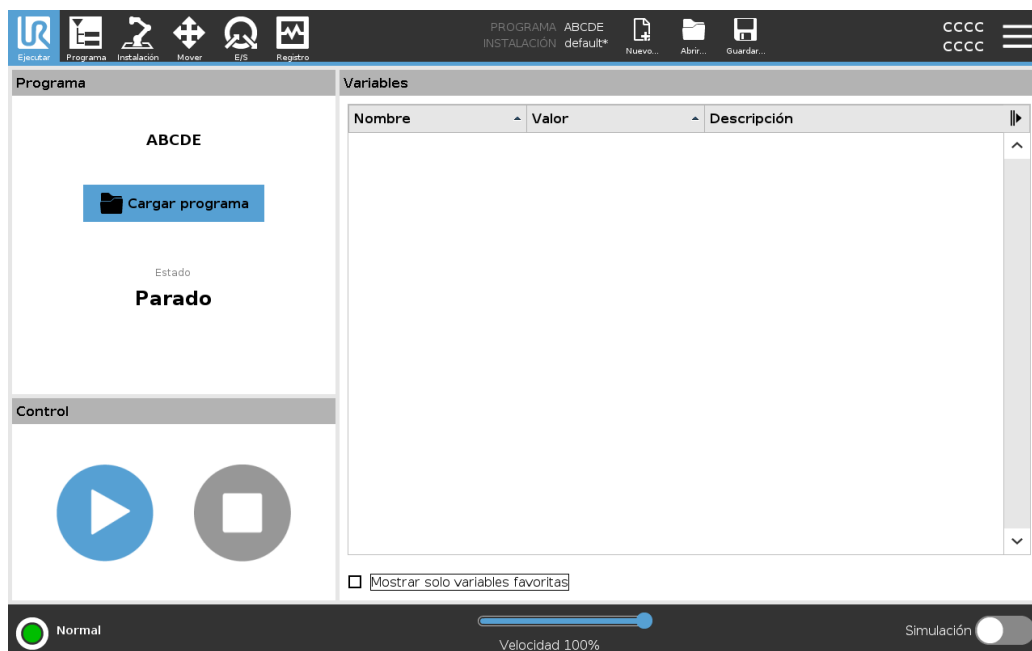 PROGRAMA ABCDE
INSTALACIÓN default*
CCCC
CCCC
UR
Ejecutar Programa Instalación Mover E/S Registro Nuevo... Abrir... Guardar...
Programa
Variables
Nombre Valor Descripción
ABCDE
Cargar programa
Estado
Parado
Control
Mostrar solo variables favoritas
Normal
Velocidad 100%
Simulación